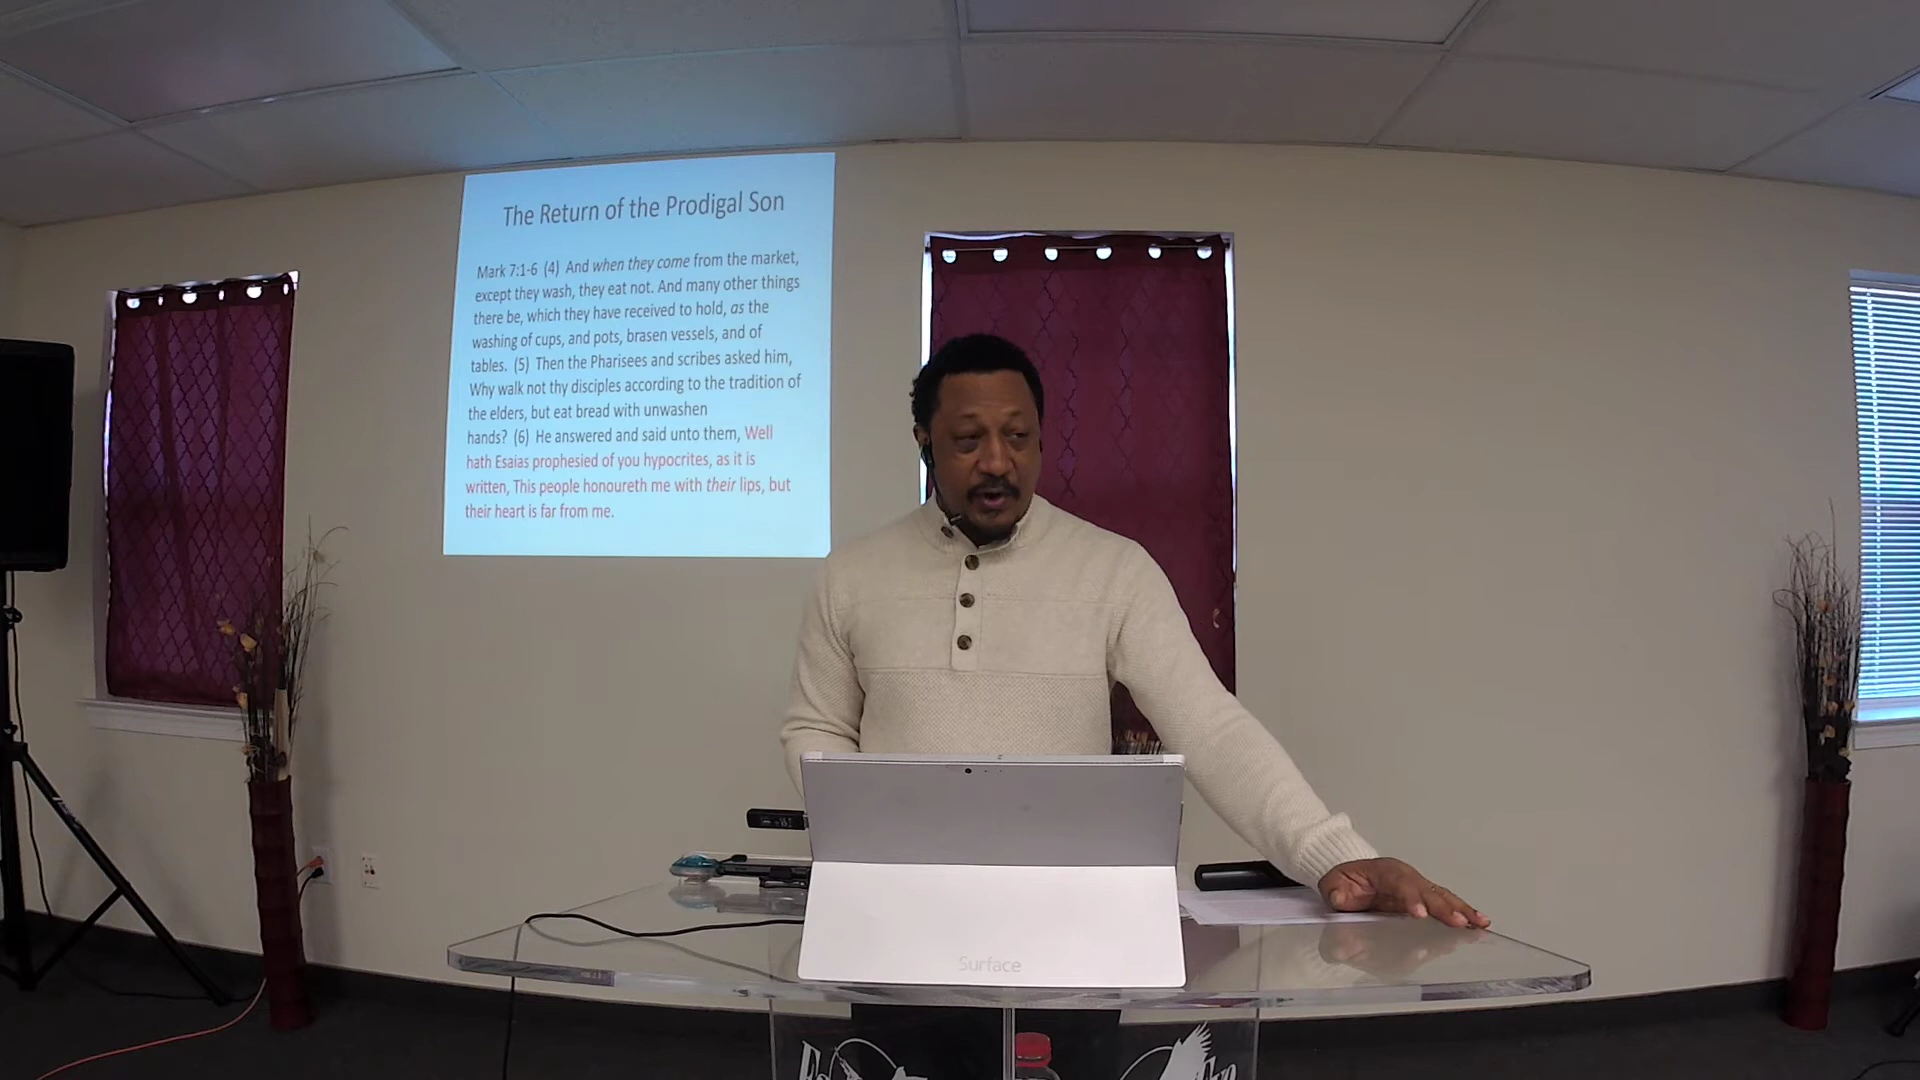 The Return of the Prodigal Son
Mark 7:1-6 (4) And when they come from the market,
except they wash, they eat not. And many other things
there be, which they have received to hold, as the
washing of cups, and pots, brasen vessels, and of
tables. (5) Then the Pharisees and scribes asked him,
Why walk not thy disciples according to the tradition of
the elders, but eat bread with unwashen
hands? (6) He answered and said unto them, Well
hath Esaias prophesied of you hypocrites, as it is
written, This people honoureth me with their lips, but
their heart is far from me.
Surface